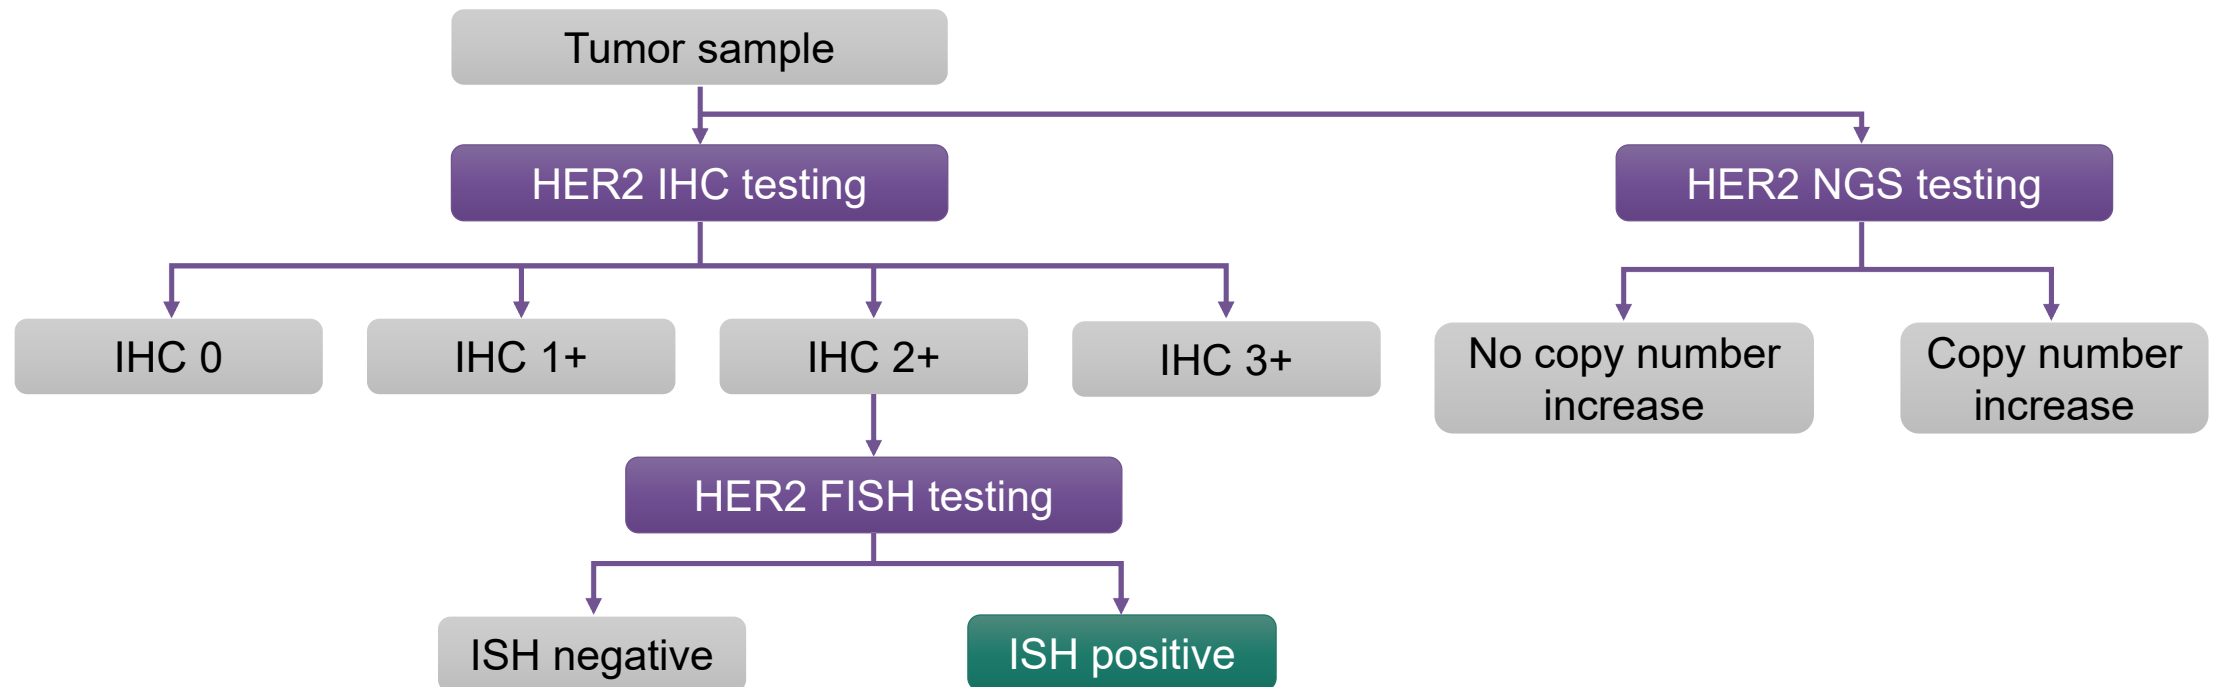 Tumor sample
HER2 IHC testing
HER2 NGS testing
IHC 0
IHC 1+
IHC 2+
IHC 3+
No copy number
increase
Copy number
increase
HER2 FISH testing
ISH negative
ISH positive